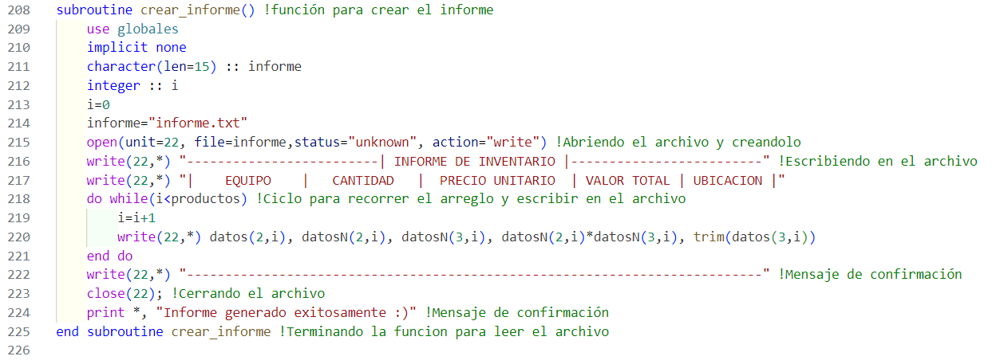 208 subroutine crear_informe() !función para crear el informe
209     use globales
210     implicit none
211     character(len=15) :: informe
212     integer :: i
213     i=0
214     informe="informe.txt"
215     open(unit=22, file=informe,status="unknown", action="write") !Abriendo el archivo y creandolo
216     write(22,*) "-------------------------| INFORME DE INVENTARIO |-------------------------" !Escribiendo en el archivo
217     write(22,*) "|    EQUIPO    |   CANTIDAD   |  PRECIO UNITARIO  | VALOR TOTAL | UBICACION |"
218     do while(i<productos) !Ciclo para recorrer el arreglo y escribir en el archivo
219         i=i+1
220         write(22,*) datos(2,i), datosN(2,i), datosN(3,i), datosN(2,i)*datosN(3,i), trim(datos(3,i))
221     end do
222     write(22,*) "---------------------------------------------------------------------------" !Mensaje de confirmación
223     close(22); !Cerrando el archivo
224     print *, "Informe generado exitosamente :)" !Mensaje de confirmación
225 end subroutine crear_informe !Terminando la funcion para leer el archivo
226